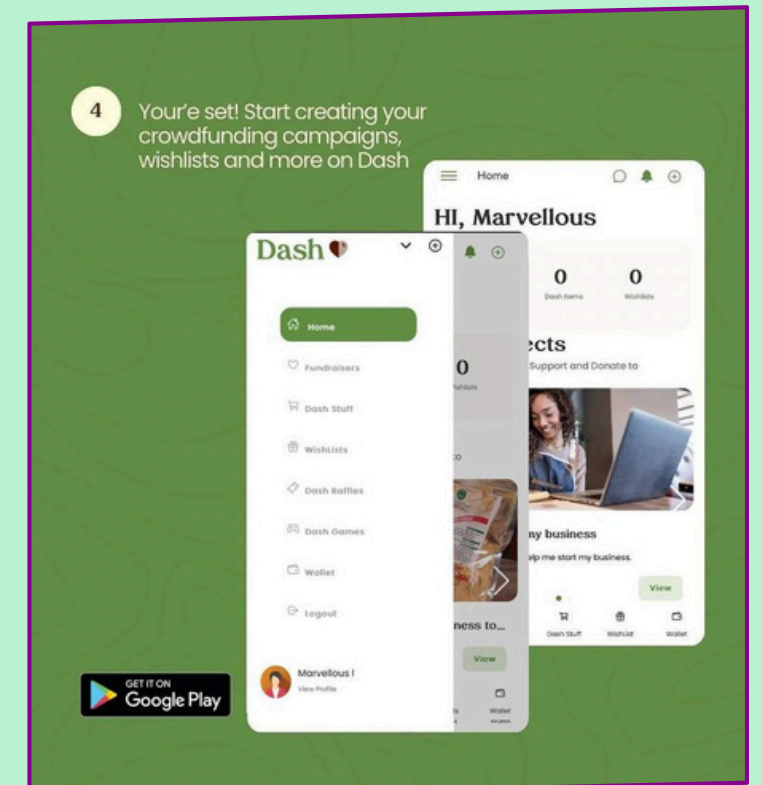 4
Your'e set! Start creating your
crowdfunding campaigns,
wishlists and more on Dash
Home
HI, Marvellous
0 0
Dash Items Wishlists
ects
Support and Donate to
my business
elp me start my business.
View
Dash Stuff WishList Wallet
Dash
Home
Fundraisers
Dash Stuff
WishLists
Dash Raffles
Dash Games
Wallet
Logout
Marvellous I
View Profile
0
ishlists
to
ness to...
View
Wallet
GET IT ON
Google Play